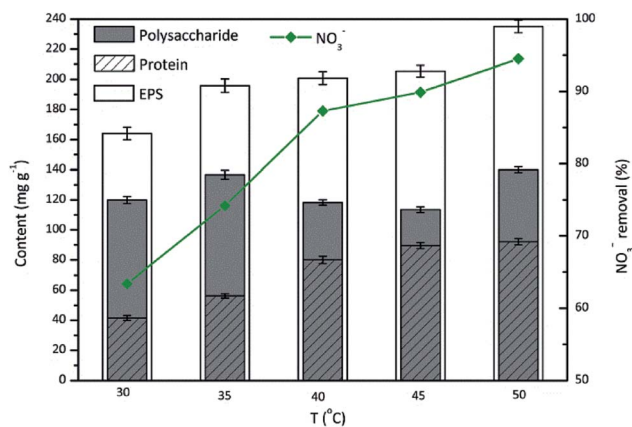 Polysaccharide
Protein
EPS
NO₃⁻
Content (mg g⁻¹)
240
220
200
180
160
140
120
100
80
60
40
20
0
100
90
80
70
60
50
NO₃⁻ removal (%)
30 35 40 45 50
T (°C)